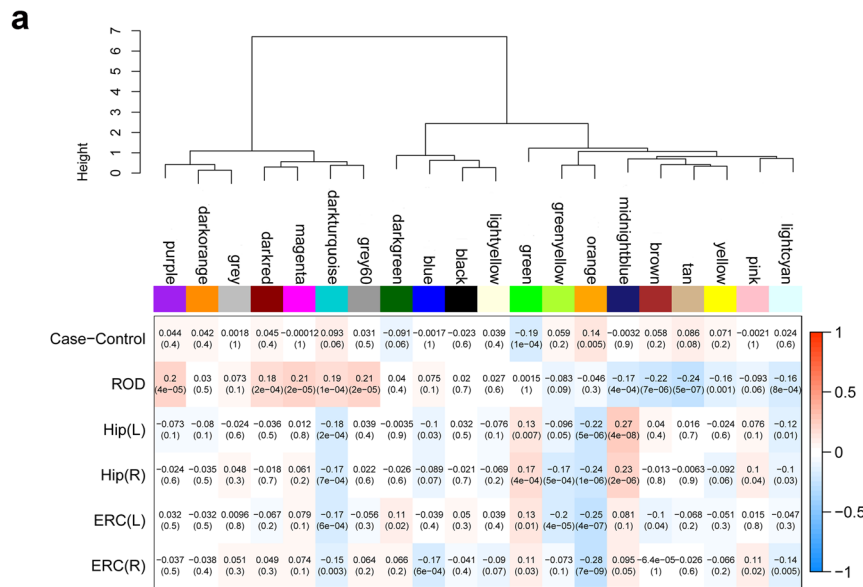 a
7
6
5
4
3
2
1
0
Height
purple darkorange grey darkred magenta darkturquoise grey60 darkgreen blue black lightyellow green greenyellow orange midnightblue brown tan yellow pink lightcyan
Case-Control 0.044 0.042 0.0018 0.045 -0.00012 0.093 0.031 -0.091 -0.0017 -0.023 0.039 -0.19 0.059 0.14 -0.0032 0.058 0.086 0.071 -0.0021 0.024
(0.4) (0.4) (1) (0.4) (1) (0.06) (0.5) (0.06) (1) (0.6) (0.4) (1e-04) (0.2) (0.005) (0.9) (0.2) (0.08) (0.2) (1) (0.6)
ROD 0.2 0.03 0.073 0.18 0.21 0.19 0.21 0.04 0.075 0.02 0.027 0.0015 -0.083 -0.046 -0.17 -0.22 -0.24 -0.16 -0.093 -0.16
(4e-05) (0.5) (0.1) (2e-04) (2e-05) (1e-04) (2e-05) (0.4) (0.1) (0.7) (0.6) (1) (0.09) (0.3) (4e-04) (7e-06) (5e-07) (0.001) (0.06) (8e-04)
Hip(L) -0.073 -0.08 -0.024 -0.036 0.012 -0.18 0.039 -0.0035 -0.1 0.032 -0.076 0.13 -0.096 -0.22 0.27 0.04 0.016 -0.024 0.076 -0.12
(0.1) (0.1) (0.6) (0.5) (0.8) (2e-04) (0.4) (0.9) (0.03) (0.5) (0.1) (0.007) (0.05) (5e-06) (4e-08) (0.4) (0.7) (0.6) (0.1) (0.01)
Hip(R) -0.024 -0.035 0.048 -0.018 0.061 -0.17 0.022 -0.026 -0.089 -0.021 -0.069 0.17 -0.17 -0.24 0.23 -0.013 -0.0063 -0.092 0.1 -0.1
(0.6) (0.5) (0.3) (0.7) (0.2) (7e-04) (0.6) (0.6) (0.07) (0.7) (0.2) (4e-04) (5e-04) (1e-06) (2e-06) (0.8) (0.9) (0.06) (0.04) (0.03)
ERC(L) 0.032 -0.032 0.0096 -0.067 0.079 -0.17 -0.056 0.11 -0.039 0.05 0.039 0.13 -0.2 -0.25 0.081 -0.1 -0.068 -0.051 0.015 -0.047
(0.5) (0.5) (0.8) (0.2) (0.1) (6e-04) (0.3) (0.02) (0.4) (0.3) (0.4) (0.01) (4e-05) (4e-07) (0.1) (0.04) (0.2) (0.3) (0.8) (0.3)
ERC(R) -0.037 -0.038 0.051 0.049 0.074 -0.15 0.064 0.066 -0.17 -0.041 -0.09 0.11 -0.073 -0.28 0.095 -6.4e-05 -0.026 -0.066 0.11 -0.14
(0.5) (0.4) (0.3) (0.3) (0.1) (0.003) (0.2) (0.2) (6e-04) (0.4) (0.07) (0.03) (0.1) (7e-09) (0.05) (1) (0.6) (0.2) (0.02) (0.005)
1
0.5
0
-0.5
-1